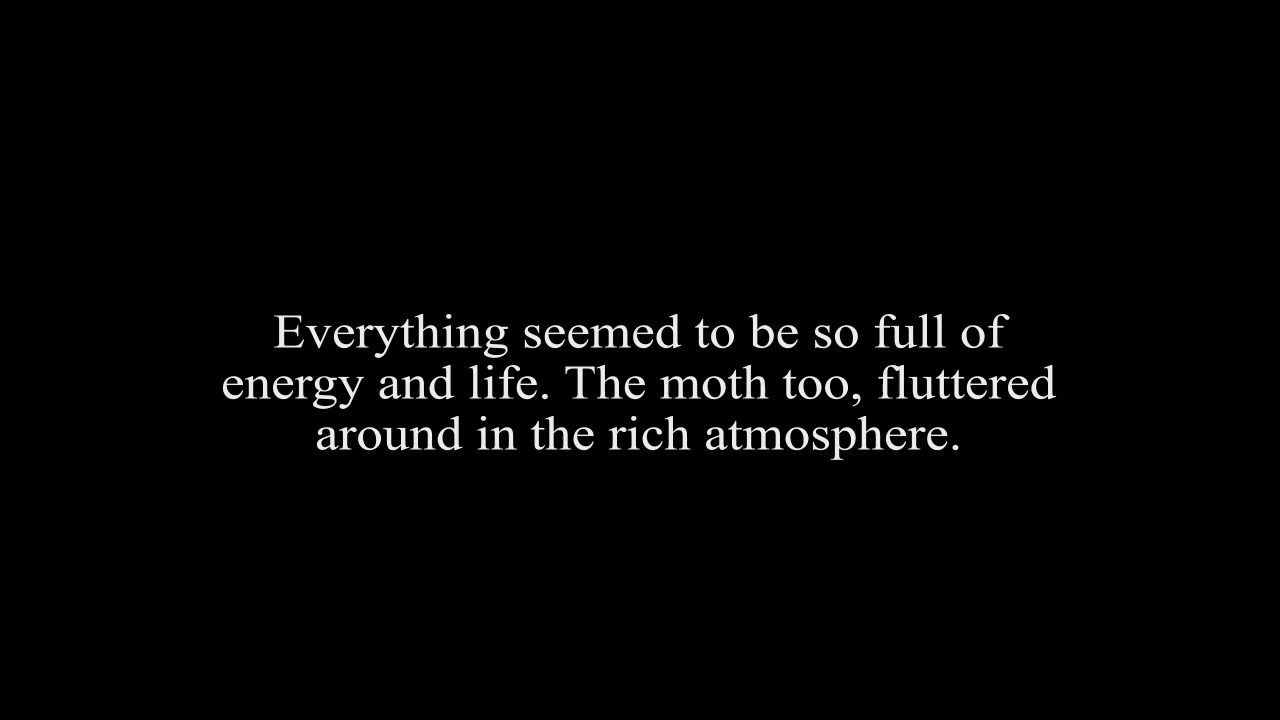 Everything seemed to be so full of
energy and life. The moth too, fluttered
around in the rich atmosphere.